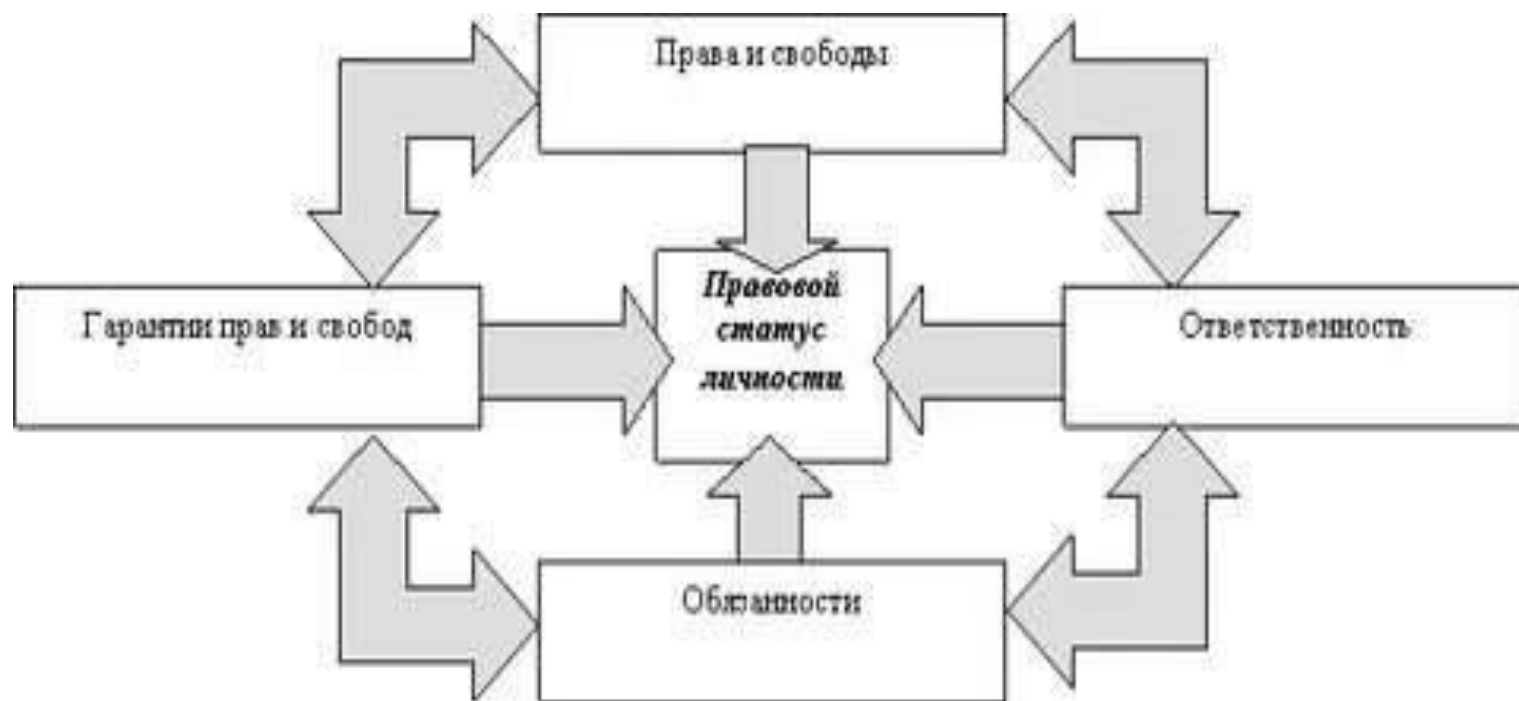 Права и свободы
Правовой
статус
личности
Гарантии прав и свобод
Ответственность
Обязанности